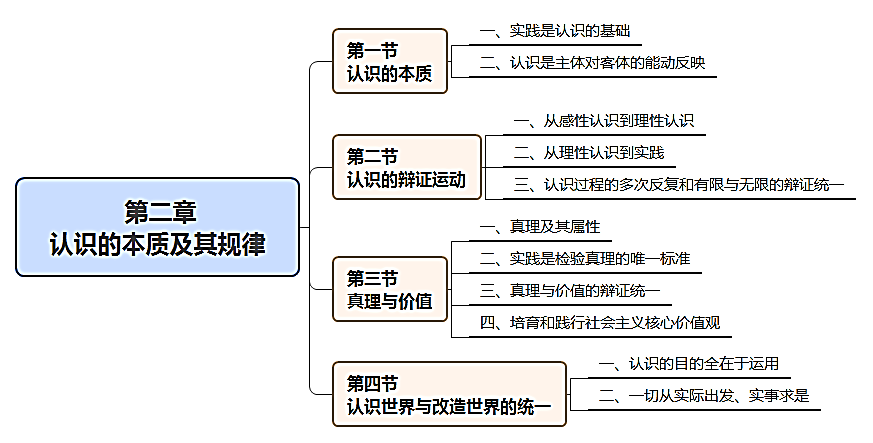 第二章
认识的本质及其规律
第一节
认识的本质
一、实践是认识的基础
二、认识是主体对客体的能动反映
第二节
认识的辩证运动
一、从感性认识到理性认识
二、从理性认识到实践
三、认识过程的多次反复和有限与无限的辩证统一
第三节
真理与价值
一、真理及其属性
二、实践是检验真理的唯一标准
三、真理与价值的辩证统一
四、培育和践行社会主义核心价值观
第四节
认识世界与改造世界的统一
一、认识的目的全在于运用
二、一切从实际出发、实事求是